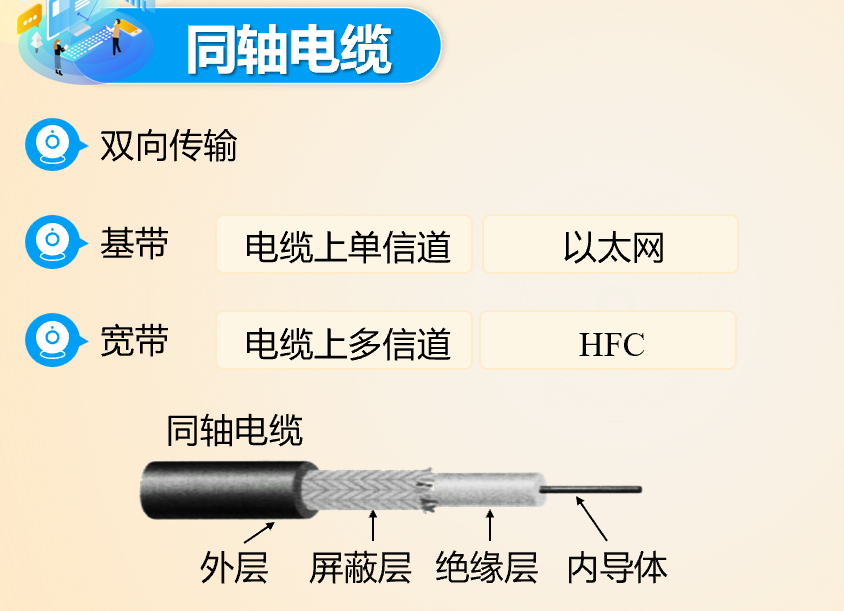 同轴电缆
双向传输
基带 电缆上单信道 以太网
宽带 电缆上多信道 HFC
同轴电缆
外层 屏蔽层 绝缘层 内导体